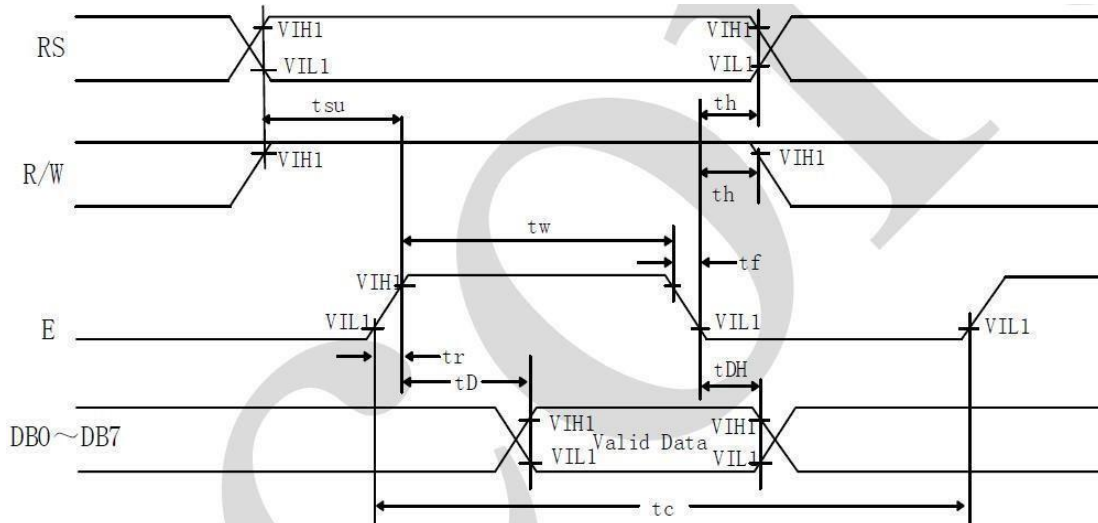 RS
VIH1
VIL1
VIH1
VIL1
tsu
th
R/W
VIH1
VIH1
th
tw
tf
E
VIH1
VIL1
VIL1
VIL1
tr
tD
tDH
DB0～DB7
VIH1
VIL1
Valid Data
VIH1
VIL1
tc